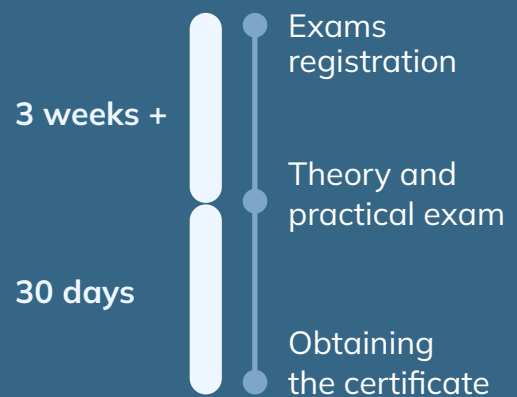 Exams
registration
3 weeks +
Theory and
practical exam
30 days
Obtaining
the certificate